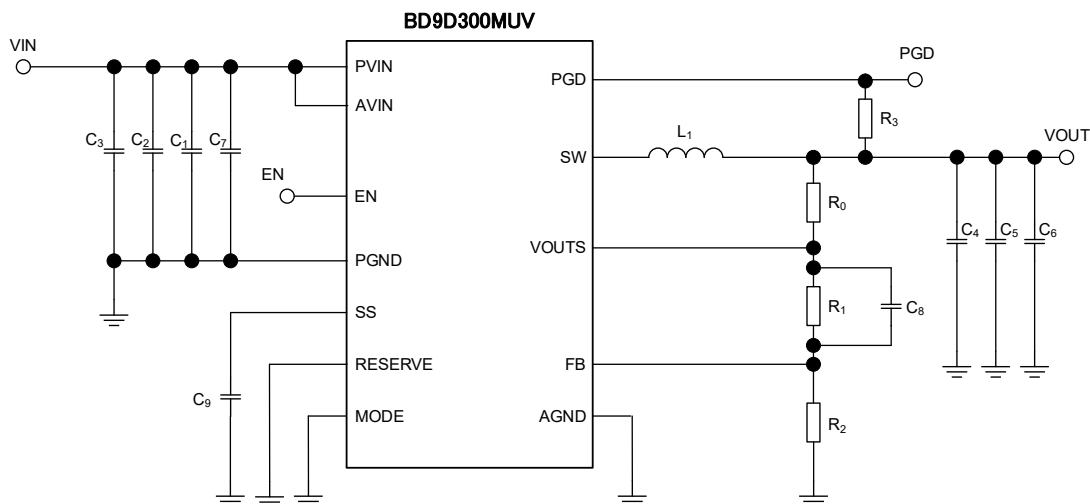 BD9D300MUV
VIN
PVIN
AVIN
EN
EN
PGND
SS
RESERVE
MODE
PGD
SW
VOUTS
FB
AGND
PGD
VOUT
C3
C2
C1
C7
C9
L1
R3
R0
R1
C8
R2
C4
C5
C6